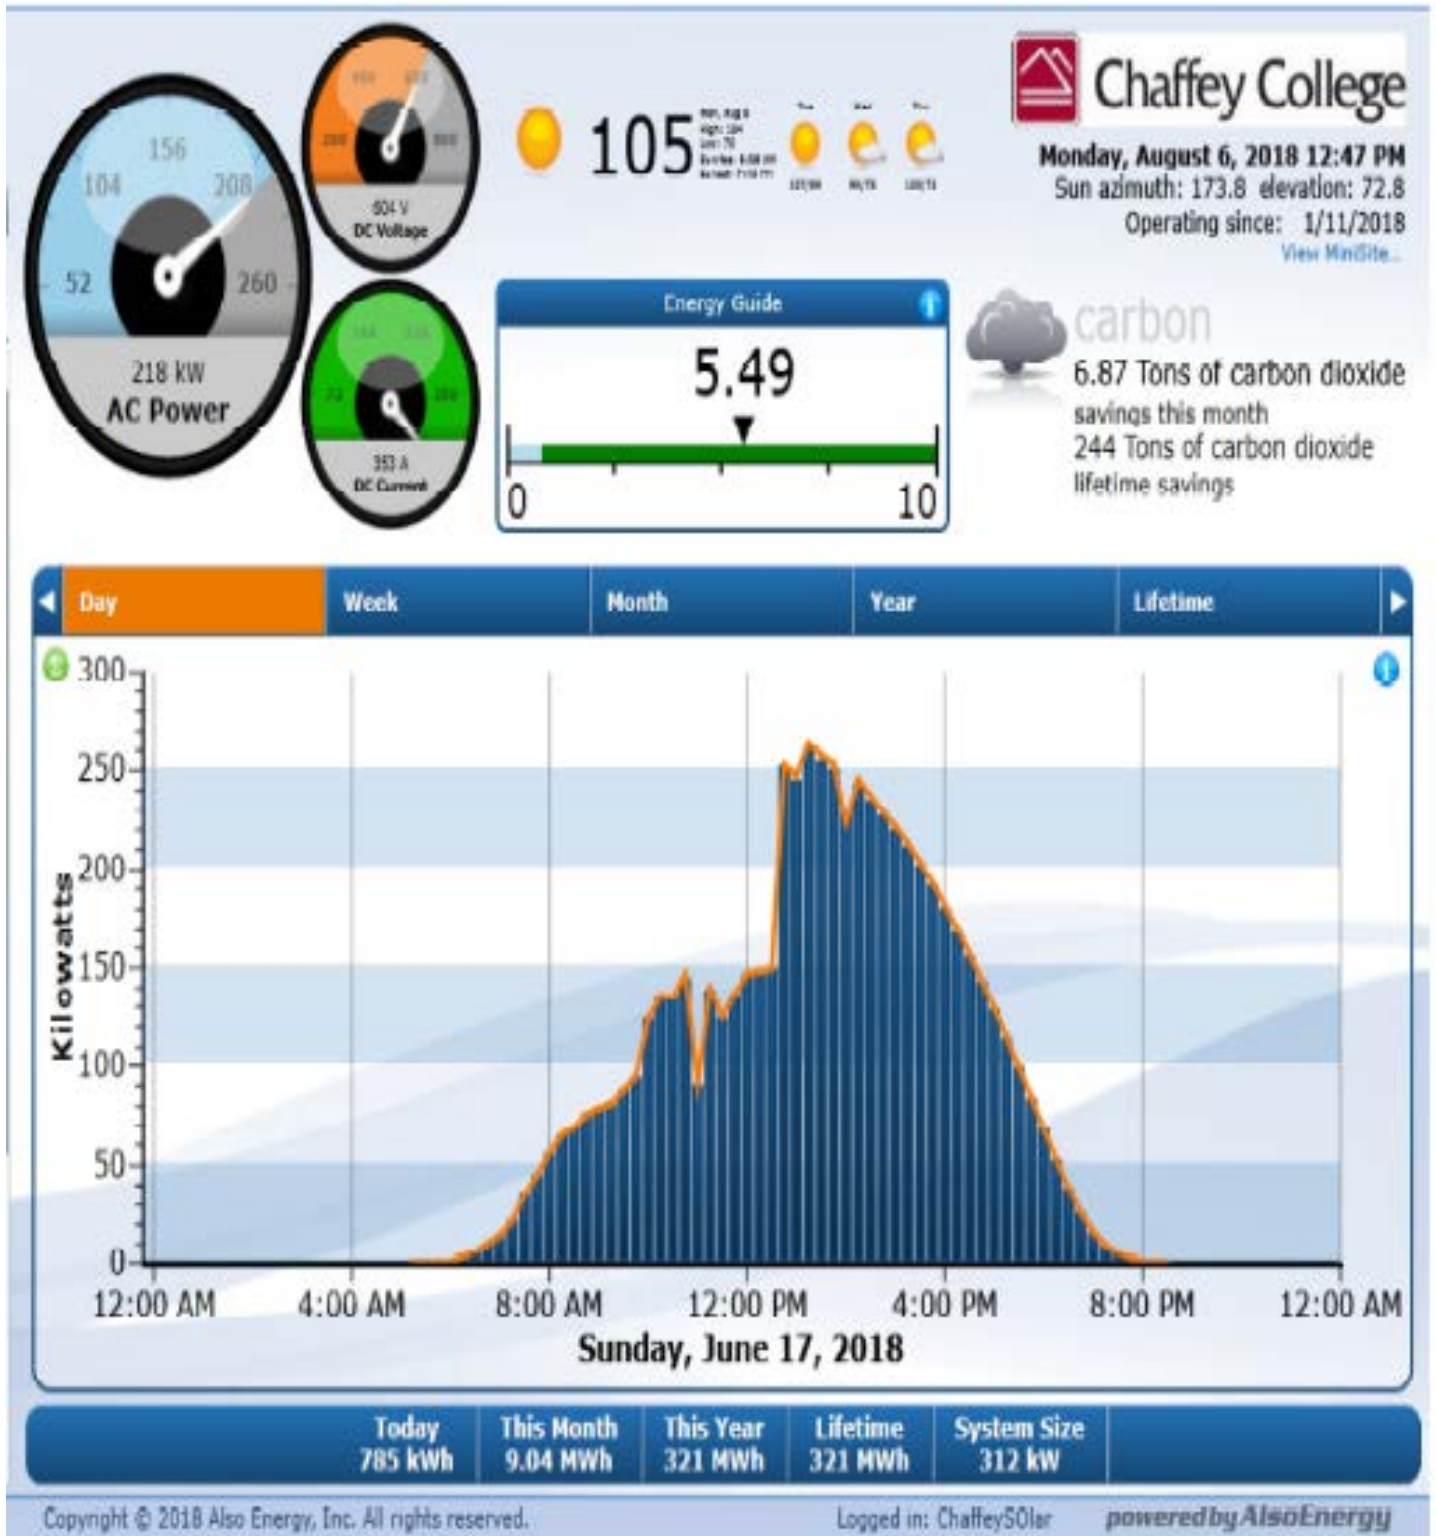 Chaffey College
Monday, August 6, 2018 12:47 PM
Sun azimuth: 173.8 elevation: 72.8
Operating since: 1/11/2018
View MiniSite...
105
52
104
156
208
260
218 kW
AC Power
604 V
DC Voltage
353 A
DC Current
Energy Guide
5.49
0
10
carbon
6.87 Tons of carbon dioxide
savings this month
244 Tons of carbon dioxide
lifetime savings
Day
Week
Month
Year
Lifetime
Kilowatts
300
250
200
150
100
50
0
12:00 AM
4:00 AM
8:00 AM
12:00 PM
4:00 PM
8:00 PM
12:00 AM
Sunday, June 17, 2018
Today
785 kWh
This Month
9.04 MWh
This Year
321 MWh
Lifetime
321 MWh
System Size
312 kW
Copyright © 2018 Also Energy, Inc. All rights reserved.
Logged in: ChaffeySOlar
powered by AlsoEnergy